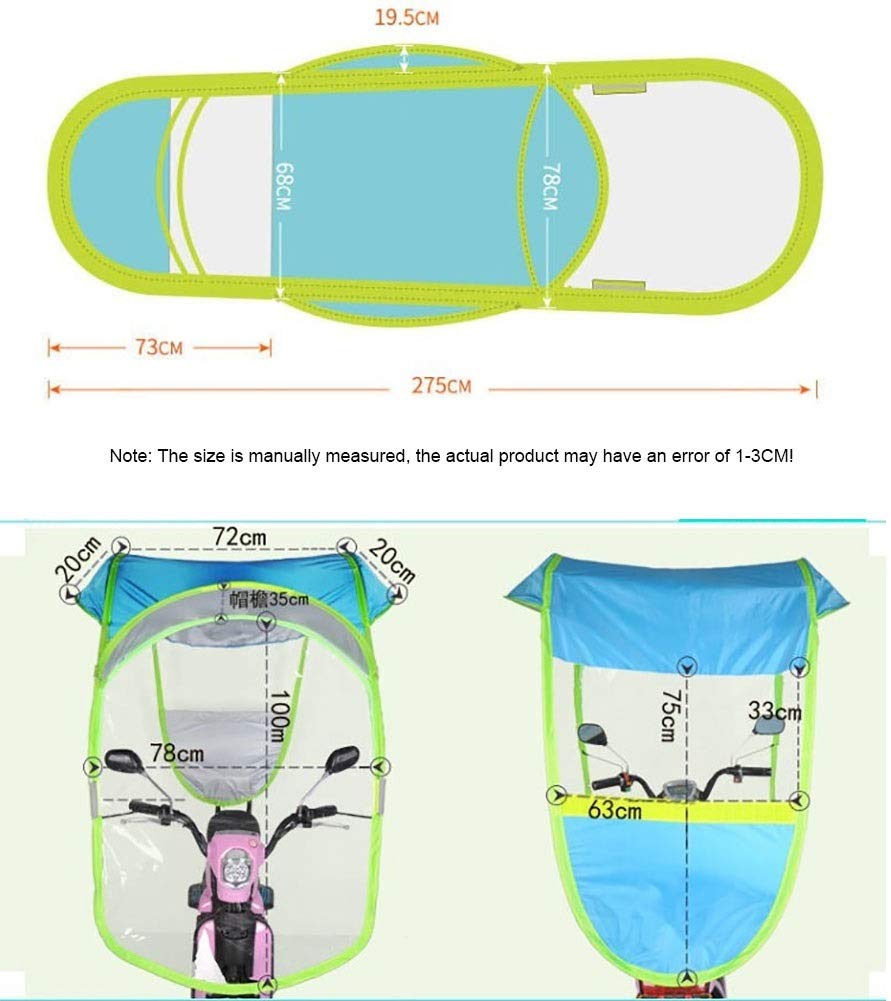 19.5CM
68CM
78CM
73CM
275CM
Note: The size is manually measured, the actual product may have an error of 1-3CM!
20cm
72cm
20cm
帽檐35cm
100m
78cm
75cm
33cm
63cm